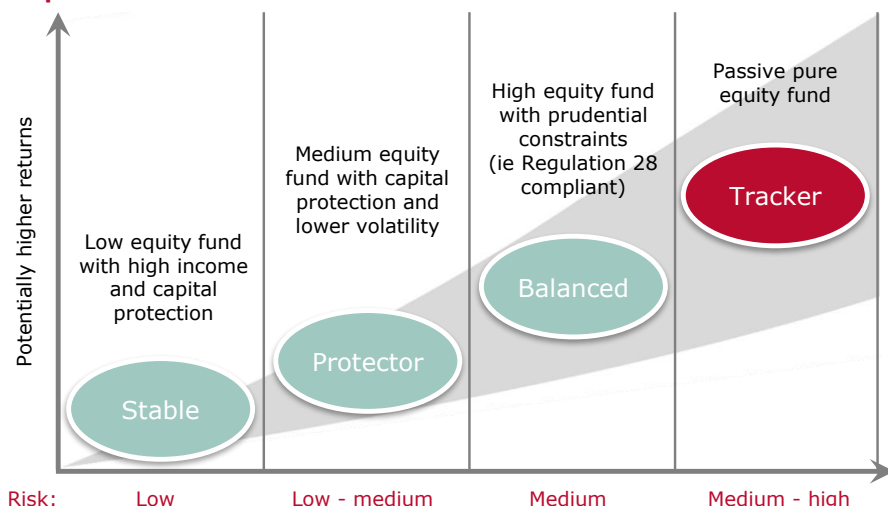 Potentially higher returns
Low equity fund
with high income
and capital
protection
Stable
Medium equity
fund with capital
protection and
lower volatility
Protector
High equity fund
with prudential
constraints
(ie Regulation 28
compliant)
Balanced
Passive pure
equity fund
Tracker
Risk: Low Low - medium Medium Medium - high